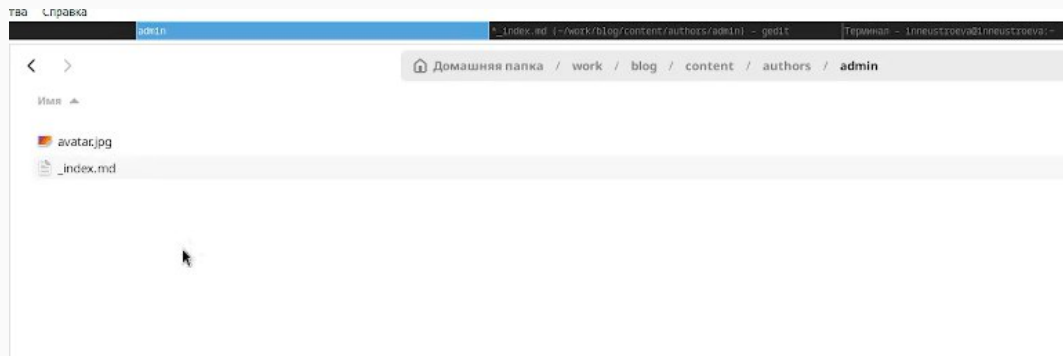 тва Справка
admin *_index.md (~/work/blog/content/authors/admin) - gedit Терминал - inneustroeva@inneustroeva:~
Домашняя папка / work / blog / content / authors / admin
Имя
avatar.jpg
_index.md